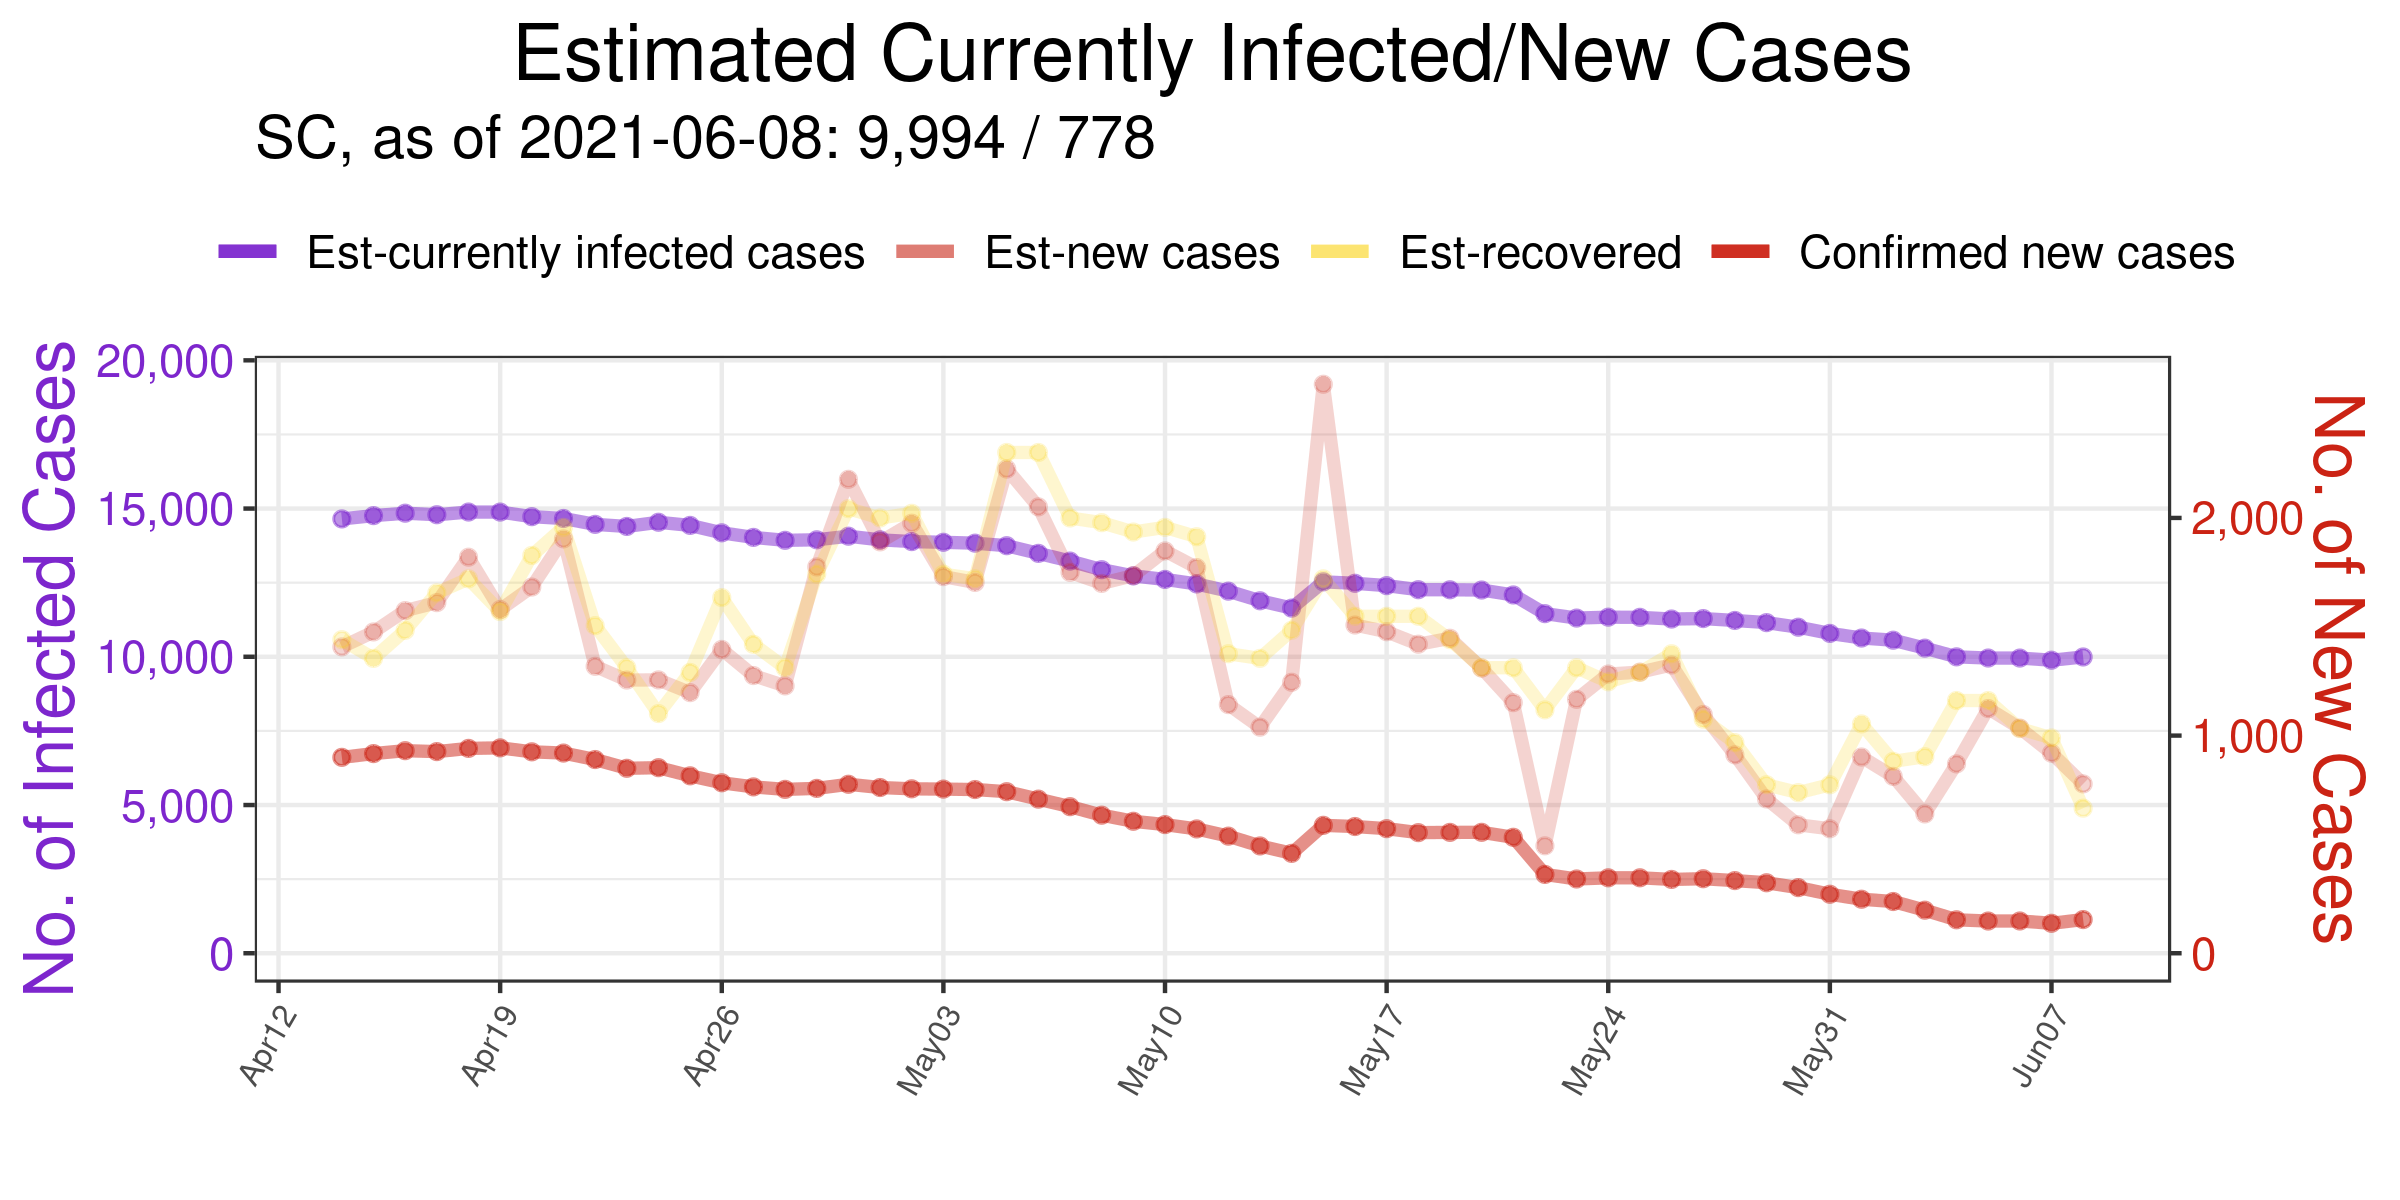 Estimated Currently Infected/New Cases
SC, as of 2021-06-08: 9,994 / 778
Est-currently infected cases Est-new cases Est-recovered Confirmed new cases
No. of Infected Cases
20,000
15,000
10,000
5,000
0
2,000
1,000
0
No. of New Cases
Apr12 Apr19 Apr26 May03 May10 May17 May24 May31 Jun07